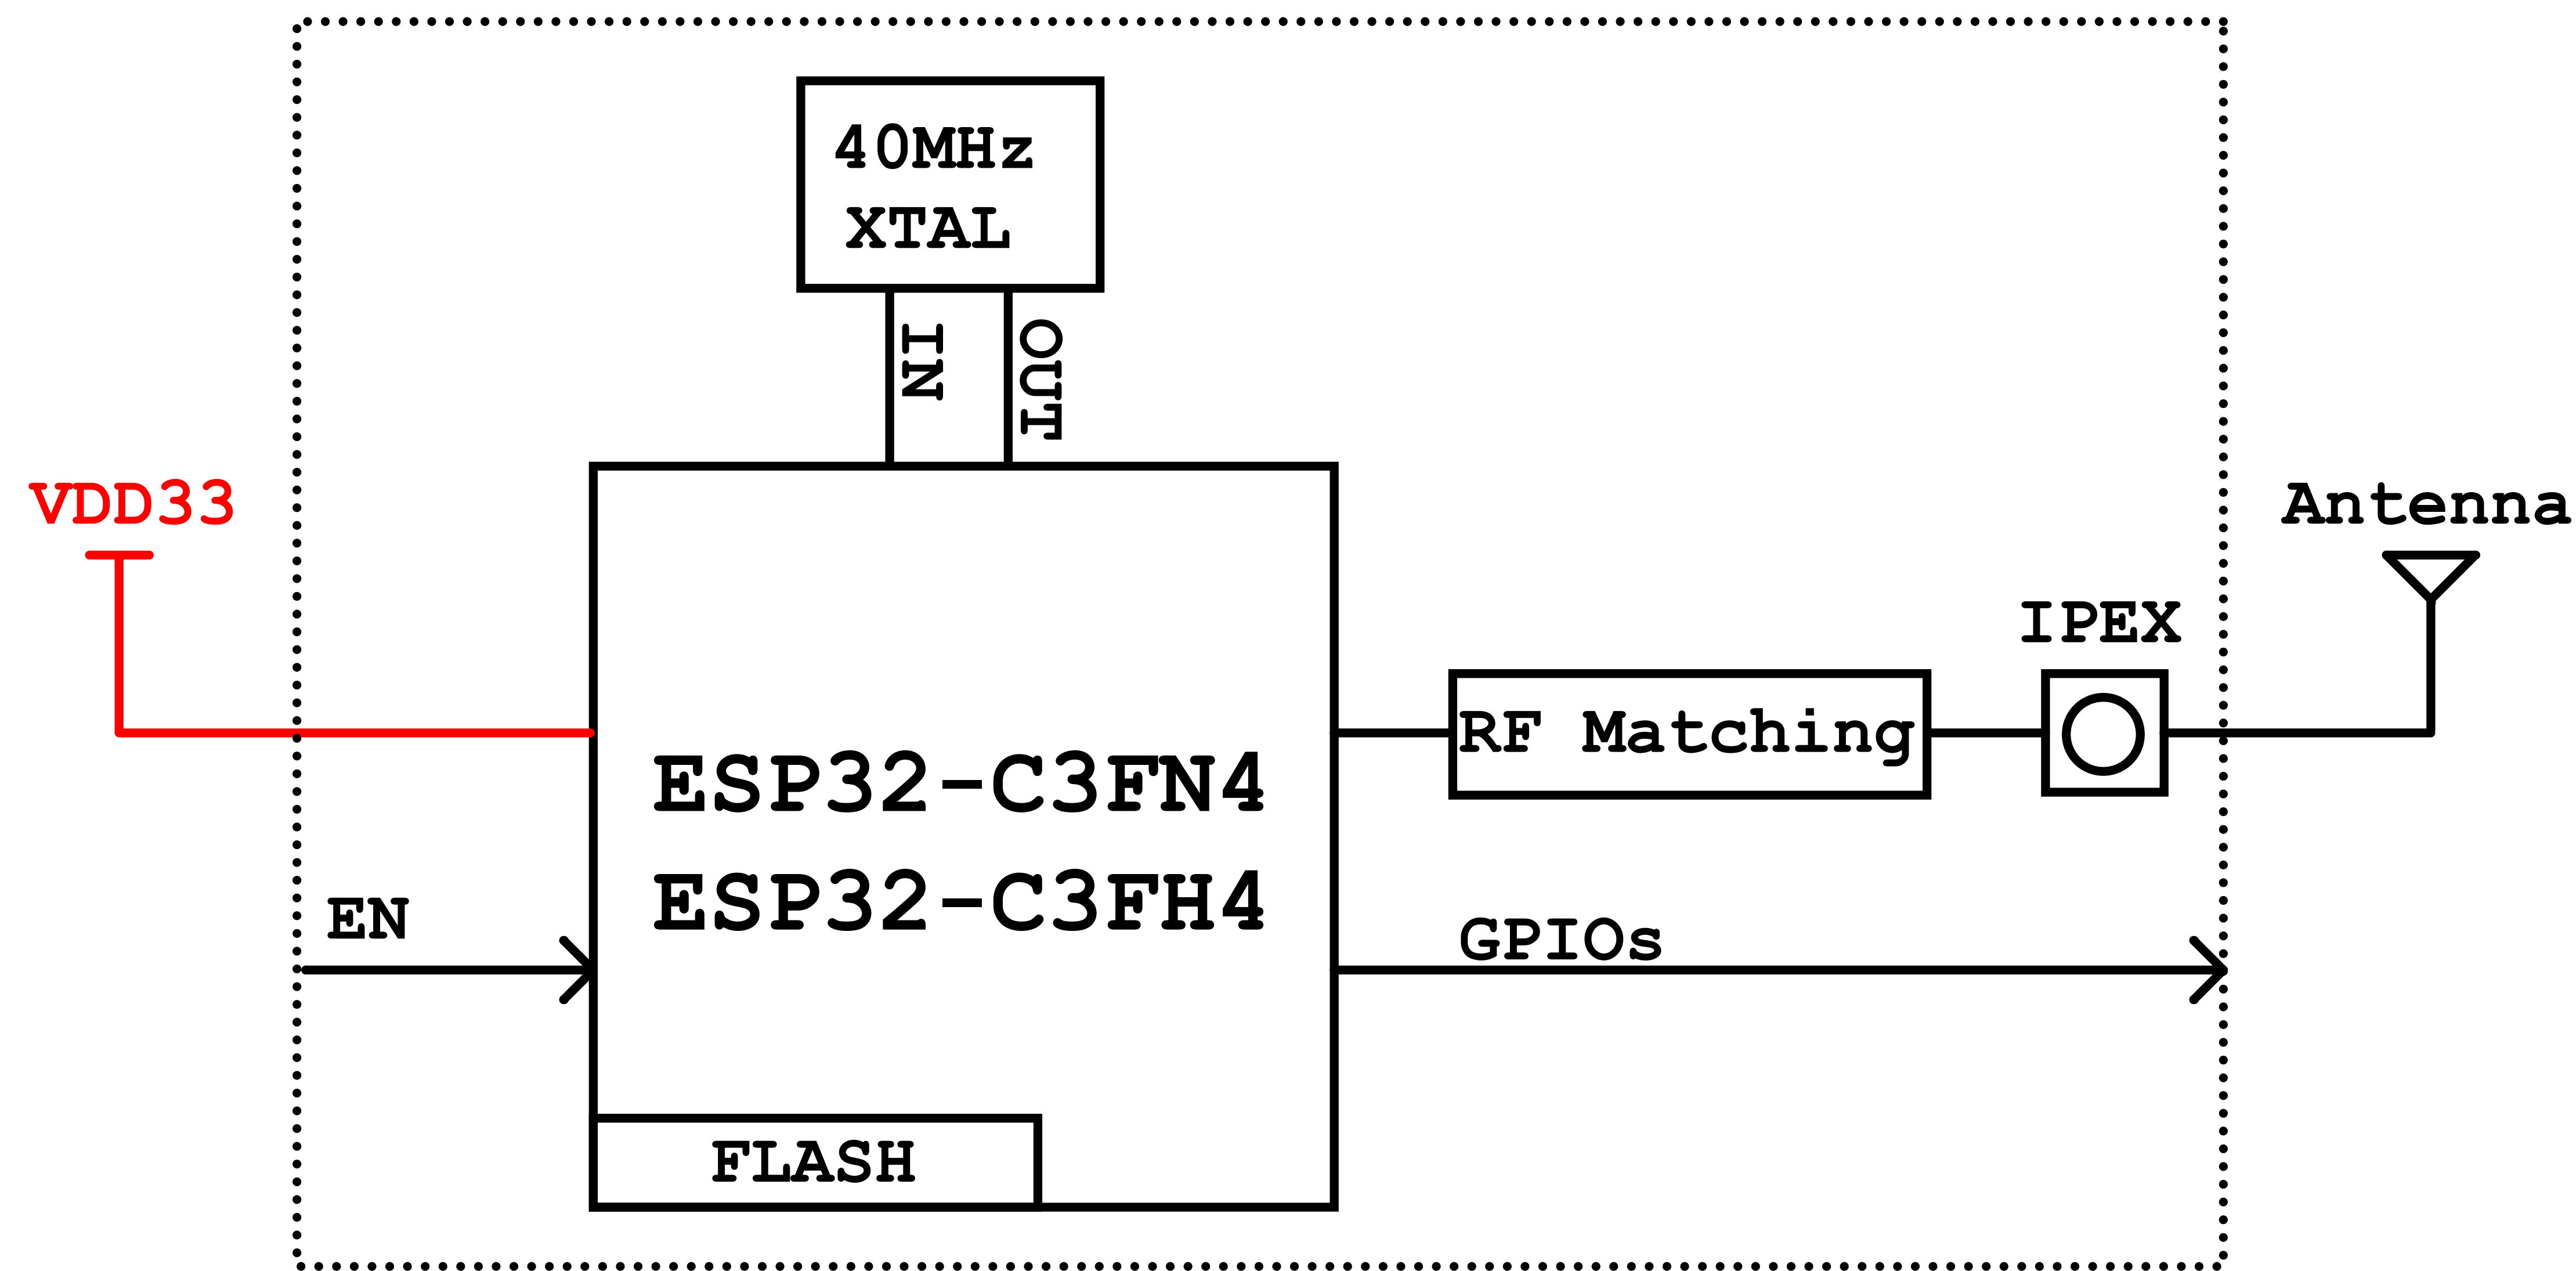 40MHz
XTAL
IN
OUT
VDD33
Antenna
IPEX
RF Matching
ESP32-C3FN4
ESP32-C3FH4
EN
GPIOs
FLASH